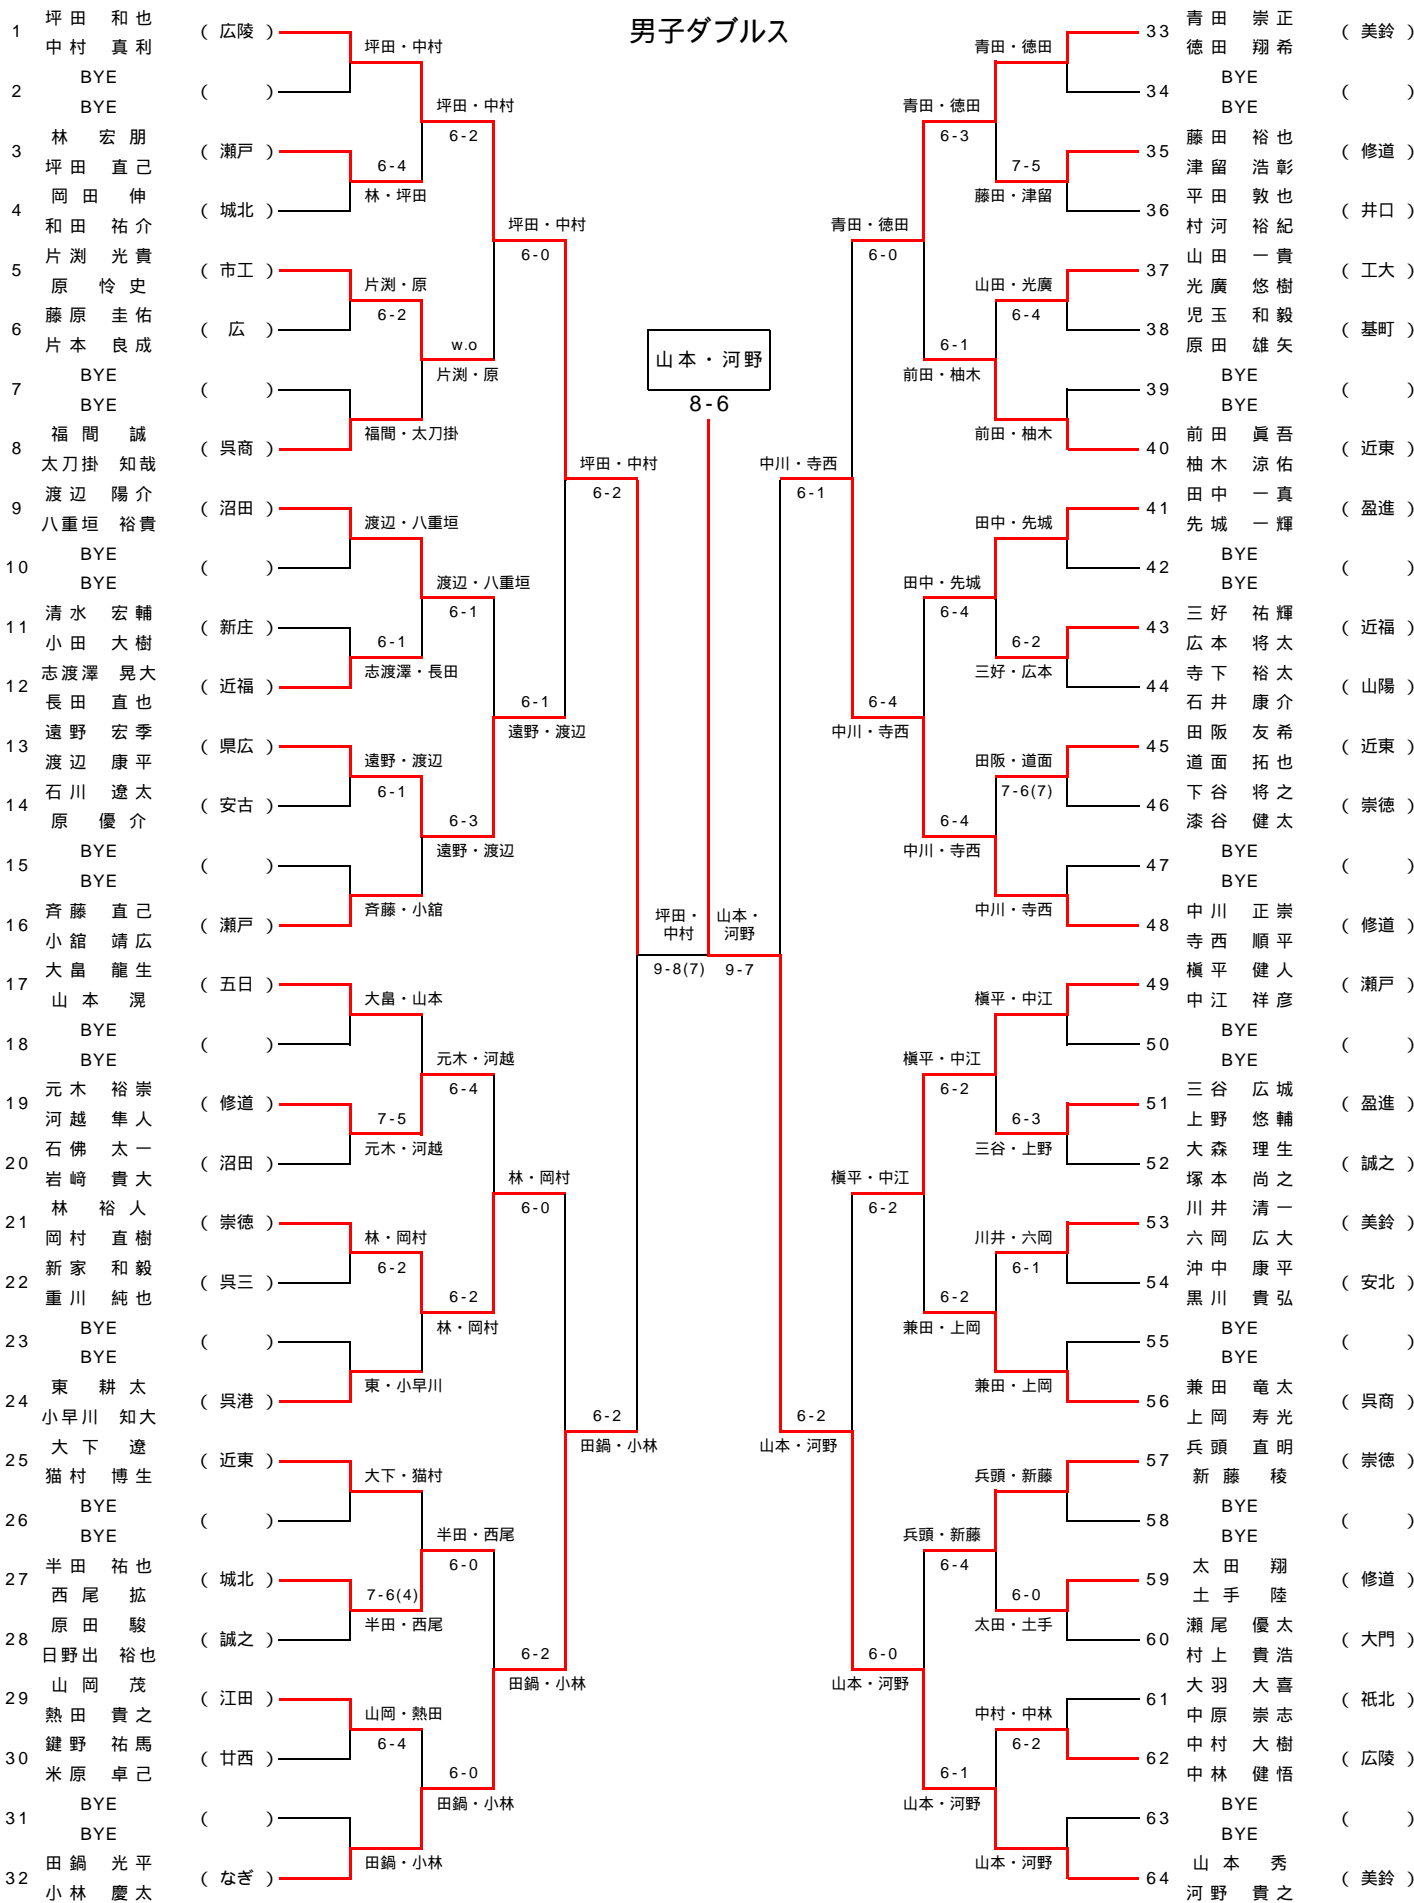 男子ダブルス
1 坪田 和也 中村 真利 ( 広陵 )
2 BYE BYE ( )
3 林 宏朋 坪田 直己 ( 瀬戸 )
4 岡田 伸 和田 祐介 ( 城北 )
5 片渕 光貴 原 怜史 ( 市工 )
6 藤原 圭佑 片本 良成 ( 広 )
7 BYE BYE ( )
8 福間 誠 太刀掛 知哉 ( 呉商 )
9 渡辺 陽介 八重垣 裕貴 ( 沼田 )
10 BYE BYE ( )
11 清水 宏輔 小田 大樹 ( 新庄 )
12 志渡澤 晃大 長田 直也 ( 近福 )
13 遠野 宏季 渡辺 康平 ( 県広 )
14 石川 遼太 原 優介 ( 安古 )
15 BYE BYE ( )
16 斉藤 直己 小舘 靖広 ( 瀬戸 )
17 大畠 龍生 山本 滉 ( 五日 )
18 BYE BYE ( )
19 元木 裕崇 河越 隼人 ( 修道 )
20 石佛 太一 岩﨑 貴大 ( 沼田 )
21 林 裕人 岡村 直樹 ( 崇徳 )
22 新家 和毅 重川 純也 ( 呉三 )
23 BYE BYE ( )
24 東 耕太 小早川 知大 ( 呉港 )
25 大下 遼 猫村 博生 ( 近東 )
26 BYE BYE ( )
27 半田 祐也 西尾 拡 ( 城北 )
28 原田 駿 日野出 裕也 ( 誠之 )
29 山岡 茂 熱田 貴之 ( 江田 )
30 鍵野 祐馬 米原 卓己 ( 廿西 )
31 BYE BYE ( )
32 田鍋 光平 小林 慶太 ( なぎ )
坪田・中村
6-4
林・坪田
片渕・原
6-2
福間・太刀掛
渡辺・八重垣
6-1
志渡澤・長田
遠野・渡辺
6-1
斉藤・小舘
大畠・山本
7-5
元木・河越
林・岡村
6-2
東・小早川
大下・猫村
7-6(4)
半田・西尾
山岡・熱田
6-4
田鍋・小林
坪田・中村
6-2
w.o
片渕・原
渡辺・八重垣
6-1
6-3
遠野・渡辺
元木・河越
6-4
6-2
林・岡村
半田・西尾
6-0
6-0
田鍋・小林
坪田・中村
6-0
6-1
遠野・渡辺
林・岡村
6-0
6-2
田鍋・小林
坪田・中村
6-2
6-2
田鍋・小林
坪田・
中村
9-8(7)
山本・河野
8-6
山本・
河野
9-7
中川・寺西
6-1
6-2
山本・河野
青田・徳田
6-0
6-4
中川・寺西
槇平・中江
6-2
6-0
山本・河野
青田・徳田
6-3
6-1
前田・柚木
田中・先城
6-4
6-4
中川・寺西
槇平・中江
6-2
6-2
兼田・上岡
兵頭・新藤
6-4
6-1
山本・河野
青田・徳田
7-5
藤田・津留
山田・光廣
6-4
前田・柚木
田中・先城
6-2
三好・広本
田阪・道面
7-6(7)
中川・寺西
槇平・中江
6-3
三谷・上野
川井・六岡
6-1
兼田・上岡
兵頭・新藤
6-0
太田・土手
中村・中林
6-2
山本・河野
33 青田 崇正 徳田 翔希 ( 美鈴 )
34 BYE BYE ( )
35 藤田 裕也 津留 浩彰 ( 修道 )
36 平田 敦也 村河 裕紀 ( 井口 )
37 山田 一貴 光廣 悠樹 ( 工大 )
38 児玉 和毅 原田 雄矢 ( 基町 )
39 BYE BYE ( )
40 前田 眞吾 柚木 涼佑 ( 近東 )
41 田中 一真 先城 一輝 ( 盈進 )
42 BYE BYE ( )
43 三好 祐輝 広本 将太 ( 近福 )
44 寺下 裕太 石井 康介 ( 山陽 )
45 田阪 友希 道面 拓也 ( 近東 )
46 下谷 将之 漆谷 健太 ( 崇徳 )
47 BYE BYE ( )
48 中川 正崇 寺西 順平 ( 修道 )
49 槇平 健人 中江 祥彦 ( 瀬戸 )
50 BYE BYE ( )
51 三谷 広城 上野 悠輔 ( 盈進 )
52 大森 理生 塚本 尚之 ( 誠之 )
53 川井 清一 六岡 広大 ( 美鈴 )
54 沖中 康平 黒川 貴弘 ( 安北 )
55 BYE BYE ( )
56 兼田 竜太 上岡 寿光 ( 呉商 )
57 兵頭 直明 新藤 稜 ( 崇徳 )
58 BYE BYE ( )
59 太田 翔 土手 陸 ( 修道 )
60 瀬尾 優太 村上 貴浩 ( 大門 )
61 大羽 大喜 中原 崇志 ( 祇北 )
62 中村 大樹 中林 健悟 ( 広陵 )
63 BYE BYE ( )
64 山本 秀 河野 貴之 ( 美鈴 )